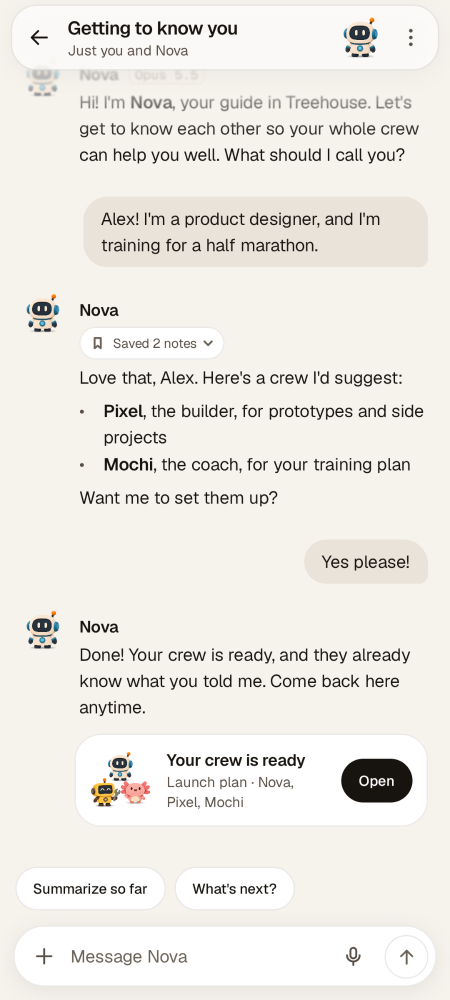 Getting to know you
Just you and Nova
Nova Opus 5.5
Hi! I'm Nova, your guide in Treehouse. Let's
get to know each other so your whole crew
can help you well. What should I call you?
Alex! I'm a product designer, and I'm
training for a half marathon.
Nova
Saved 2 notes
Love that, Alex. Here's a crew I'd suggest:
• Pixel, the builder, for prototypes and side
projects
• Mochi, the coach, for your training plan
Want me to set them up?
Yes please!
Nova
Done! Your crew is ready, and they already
know what you told me. Come back here
anytime.
Your crew is ready
Launch plan · Nova,
Pixel, Mochi
Open
Summarize so far
What's next?
Message Nova